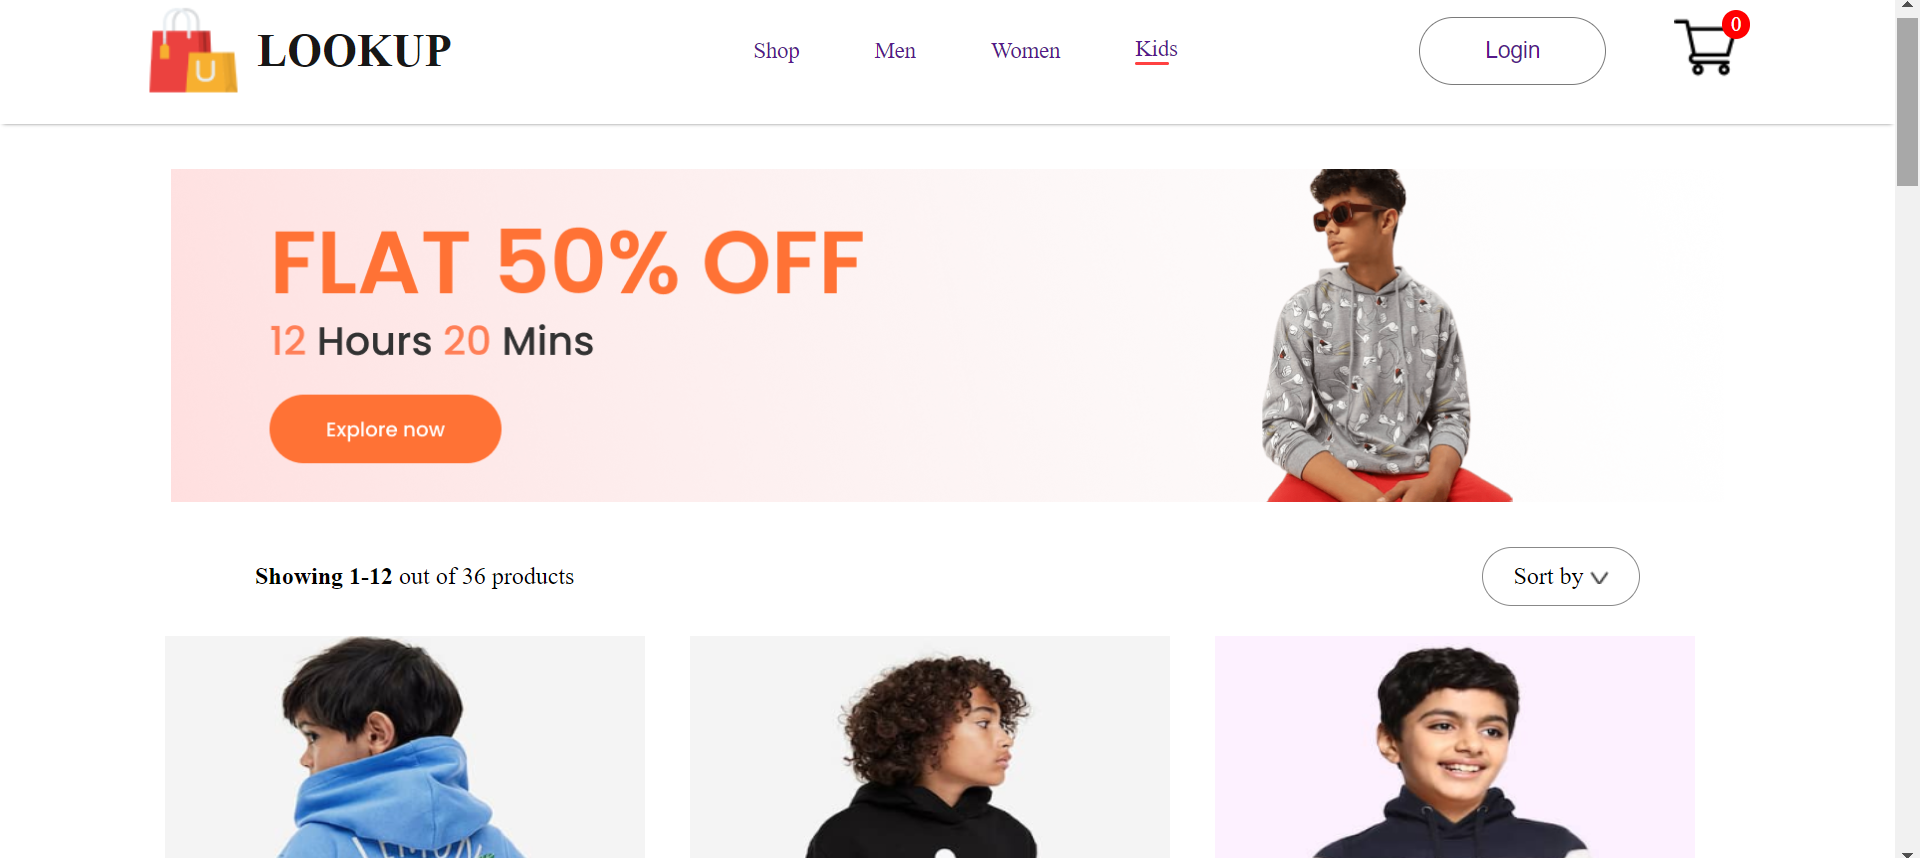 LOOKUP
Shop
Men
Women
Kids
Login
0
U
FLAT 50% OFF
12 Hours 20 Mins
Explore now
Showing 1-12 out of 36 products
Sort by